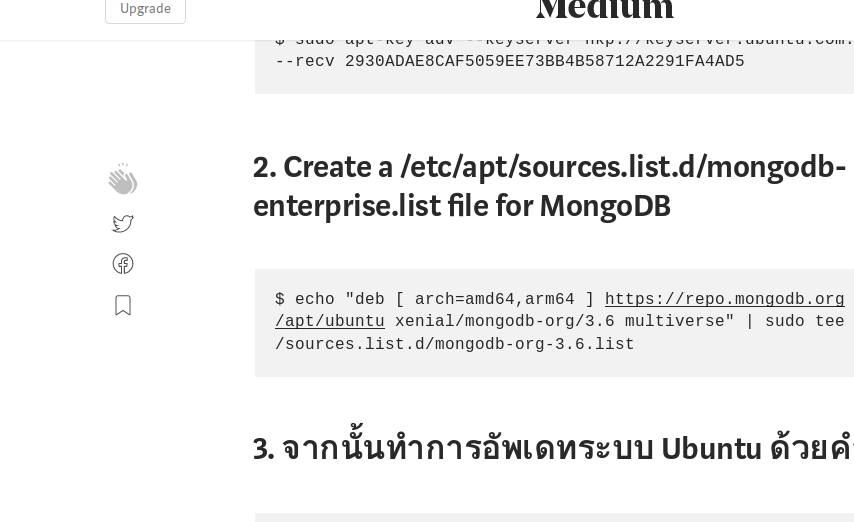 Upgrade
Medium
$ sudo apt-key adv --keyserver hkp://keyserver.ubuntu.com:
--recv 2930ADAE8CAF5059EE73BB4B58712A2291FA4AD5
2. Create a /etc/apt/sources.list.d/mongodb-
enterprise.list file for MongoDB
$ echo "deb [ arch=amd64,arm64 ] https://repo.mongodb.org
/apt/ubuntu xenial/mongodb-org/3.6 multiverse" | sudo tee
/sources.list.d/mongodb-org-3.6.list
3. จากนั้นทำการอัพเดทระบบ Ubuntu ด้วย